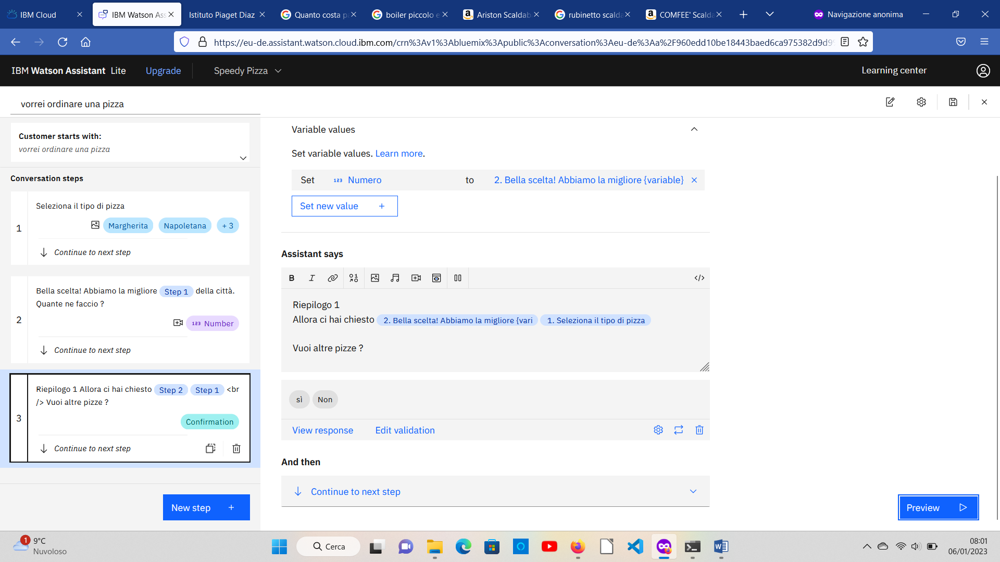 IBM Cloud
IBM Watson Ass
Istituto Piaget Diaz
Quanto costa p
boiler piccolo e
Ariston Scaldab
rubinetto scalda
COMFEE' Scalda
Navigazione anonima
https://eu-de.assistant.watson.cloud.ibm.com/crn%3Av1%3Abluemix%3Apublic%3Aconversation%3Aeu-de%3Aa%2F960edd10be18443baed6ca975382d9d9
IBM Watson Assistant Lite
Upgrade
Speedy Pizza
Learning center
vorrei ordinare una pizza
Customer starts with:
vorrei ordinare una pizza
Conversation steps
1
Seleziona il tipo di pizza
Margherita
Napoletana
+ 3
Continue to next step
2
Bella scelta! Abbiamo la migliore Step 1 della città.
Quante ne faccio ?
123 Number
Continue to next step
3
Riepilogo 1 Allora ci hai chiesto Step 2 Step 1 <br
/> Vuoi altre pizze ?
Confirmation
Continue to next step
New step +
Variable values
Set variable values. Learn more.
Set 123 Numero to 2. Bella scelta! Abbiamo la migliore {variable}
Set new value +
Assistant says
B I
Riepilogo 1
Allora ci hai chiesto 2. Bella scelta! Abbiamo la migliore {vari 1. Seleziona il tipo di pizza
Vuoi altre pizze ?
sì Non
View response
Edit validation
And then
Continue to next step
Preview
1
9°C
Nuvoloso
Cerca
08:01
06/01/2023